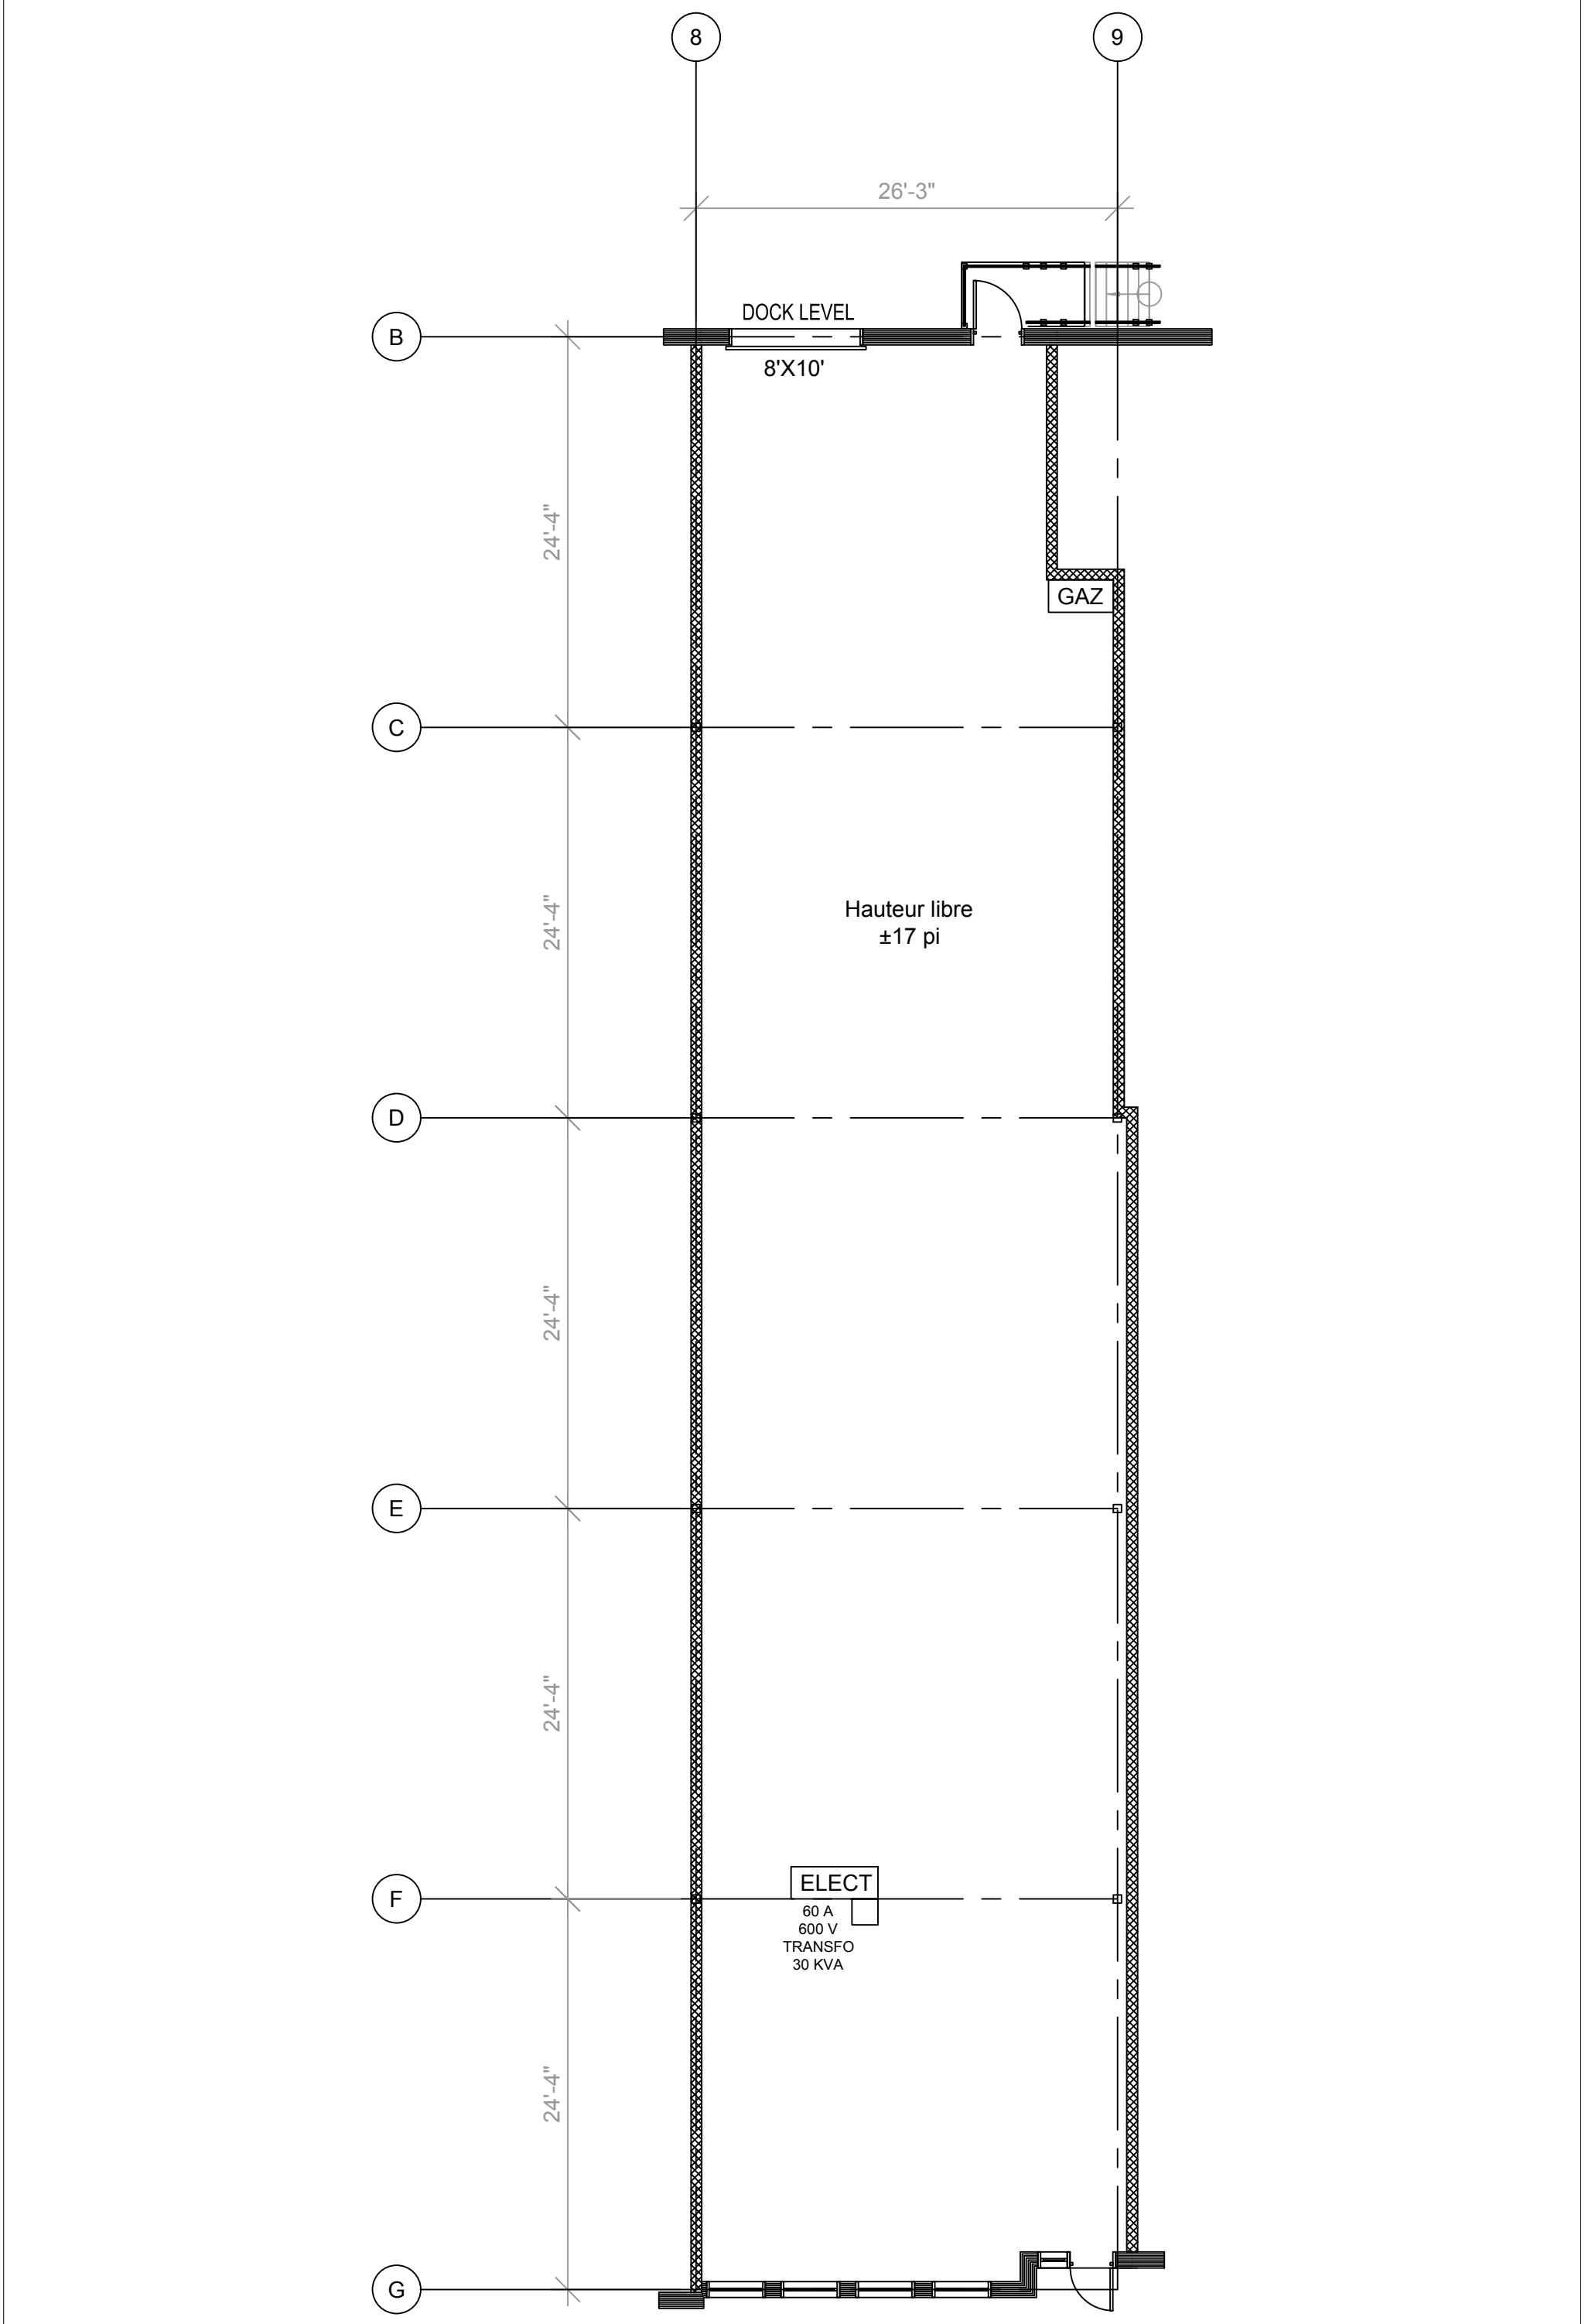 8
9
26'-3"
DOCK LEVEL
B
8'X10'
24'-4"
GAZ
C
Hauteur libre
±17 pi
24'-4"
D
24'-4"
E
24'-4"
ELECT
F
60 A
600 V
TRANSFO
30 KVA
24'-4"
G